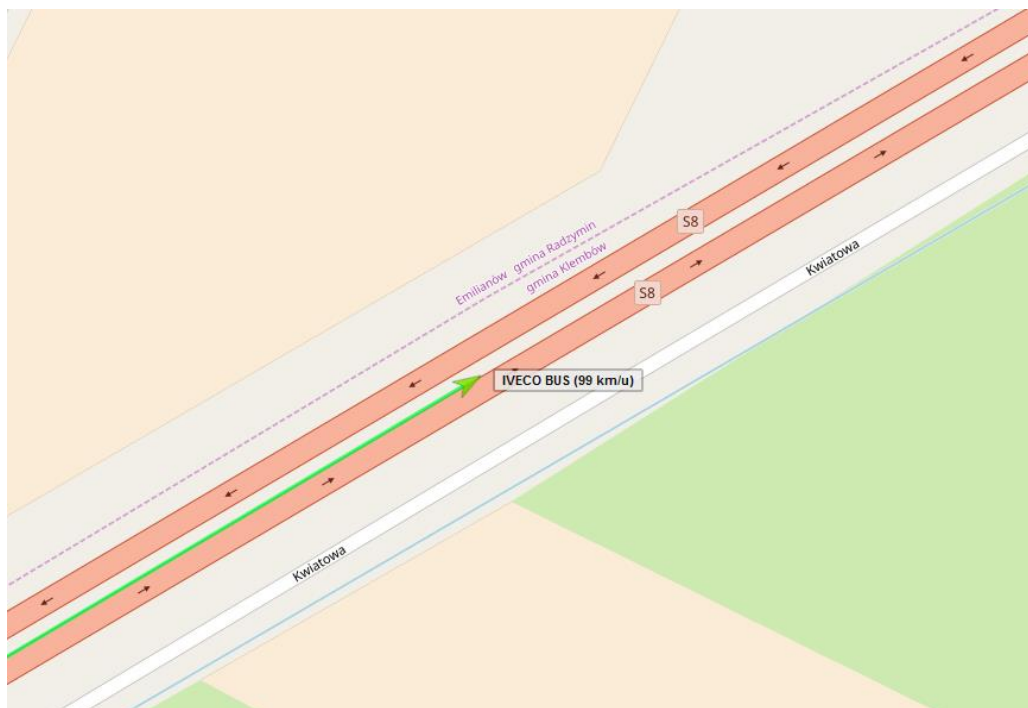 S8
Emilianów gmina Radzymin
gmina Klembów
Kwiatowa
S8
IVECO BUS (99 km/u)
Kwiatowa